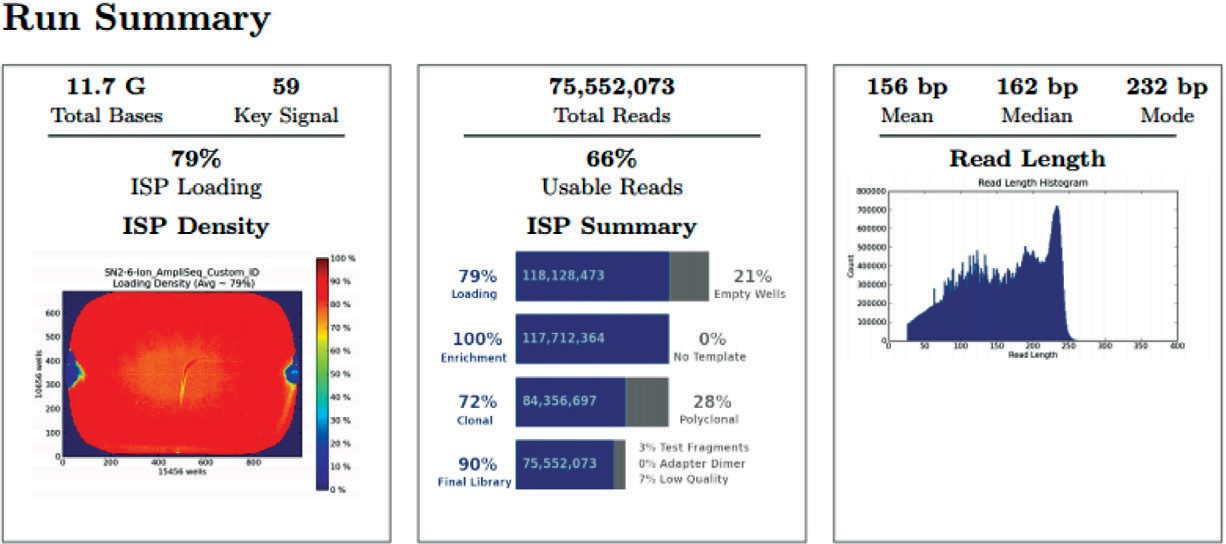 Run Summary
11.7 G 59
Total Bases Key Signal
79%
ISP Loading
ISP Density
SN2-6-Ion_AmpliSeq_Custom_ID
Loading Density (Avg ~ 79%)
600
500
400
300
200
100
0
10656 wells
0 200 400 600 800
15456 wells
100 %
90 %
80 %
70 %
60 %
50 %
40 %
30 %
20 %
10 %
0 %
75,552,073
Total Reads
66%
Usable Reads
ISP Summary
79% 118,128,473 21%
Loading Empty Wells
100% 117,712,364 0%
Enrichment No Template
72% 84,356,697 28%
Clonal Polyclonal
90% 75,552,073
Final Library
3% Test Fragments
0% Adapter Dimer
7% Low Quality
156 bp 162 bp 232 bp
Mean Median Mode
Read Length
Read Length Histogram
800000
700000
600000
500000
400000
300000
200000
100000
0
Count
0 50 100 150 200 250 300 350 400
Read Length